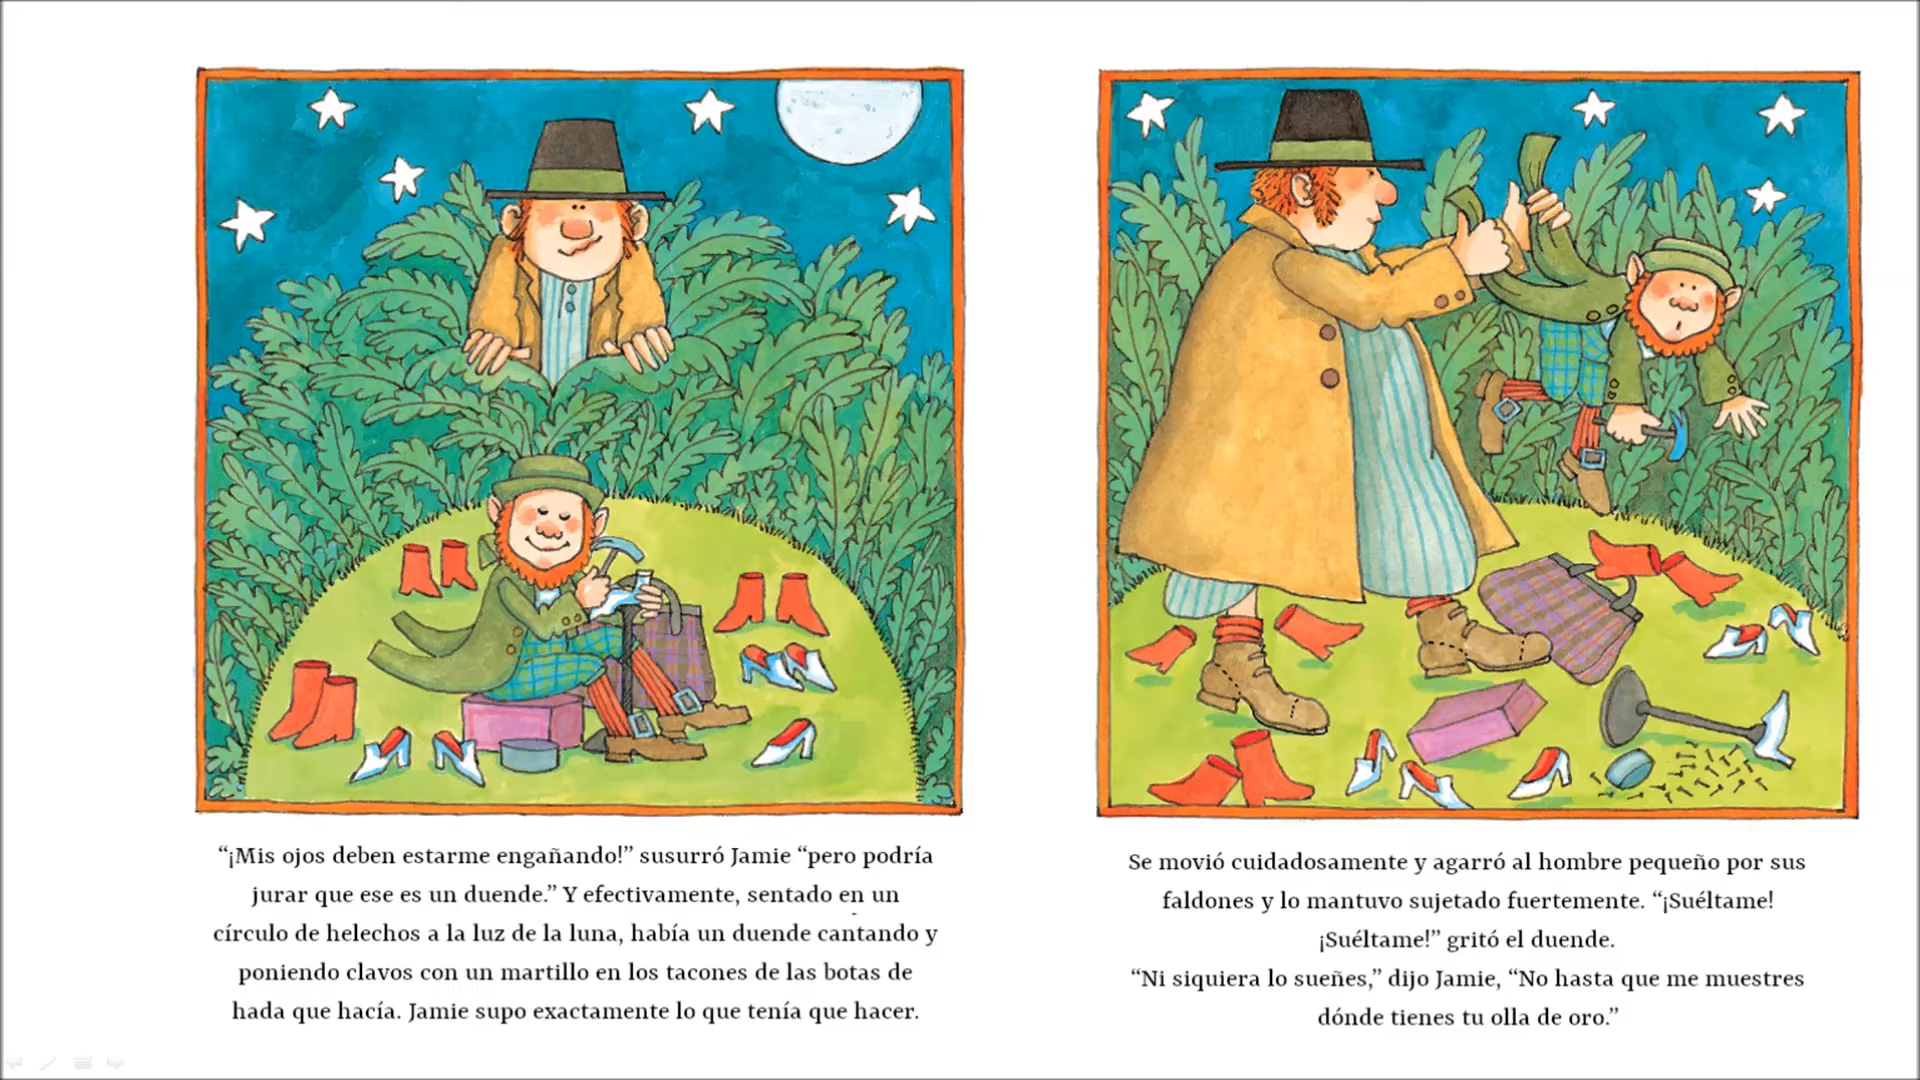 “¡Mis ojos deben estarme engañando!” susurró Jamie “pero podría
jurar que ese es un duende.” Y efectivamente, sentado en un
círculo de helechos a la luz de la luna, había un duende cantando y
poniendo clavos con un martillo en los tacones de las botas de
hada que hacía. Jamie supo exactamente lo que tenía que hacer.
Se movió cuidadosamente y agarró al hombre pequeño por sus
faldones y lo mantuvo sujetado fuertemente. “¡Suéltame!
¡Suéltame!” gritó el duende.
“Ni siquiera lo sueñes,” dijo Jamie, “No hasta que me muestres
dónde tienes tu olla de oro.”